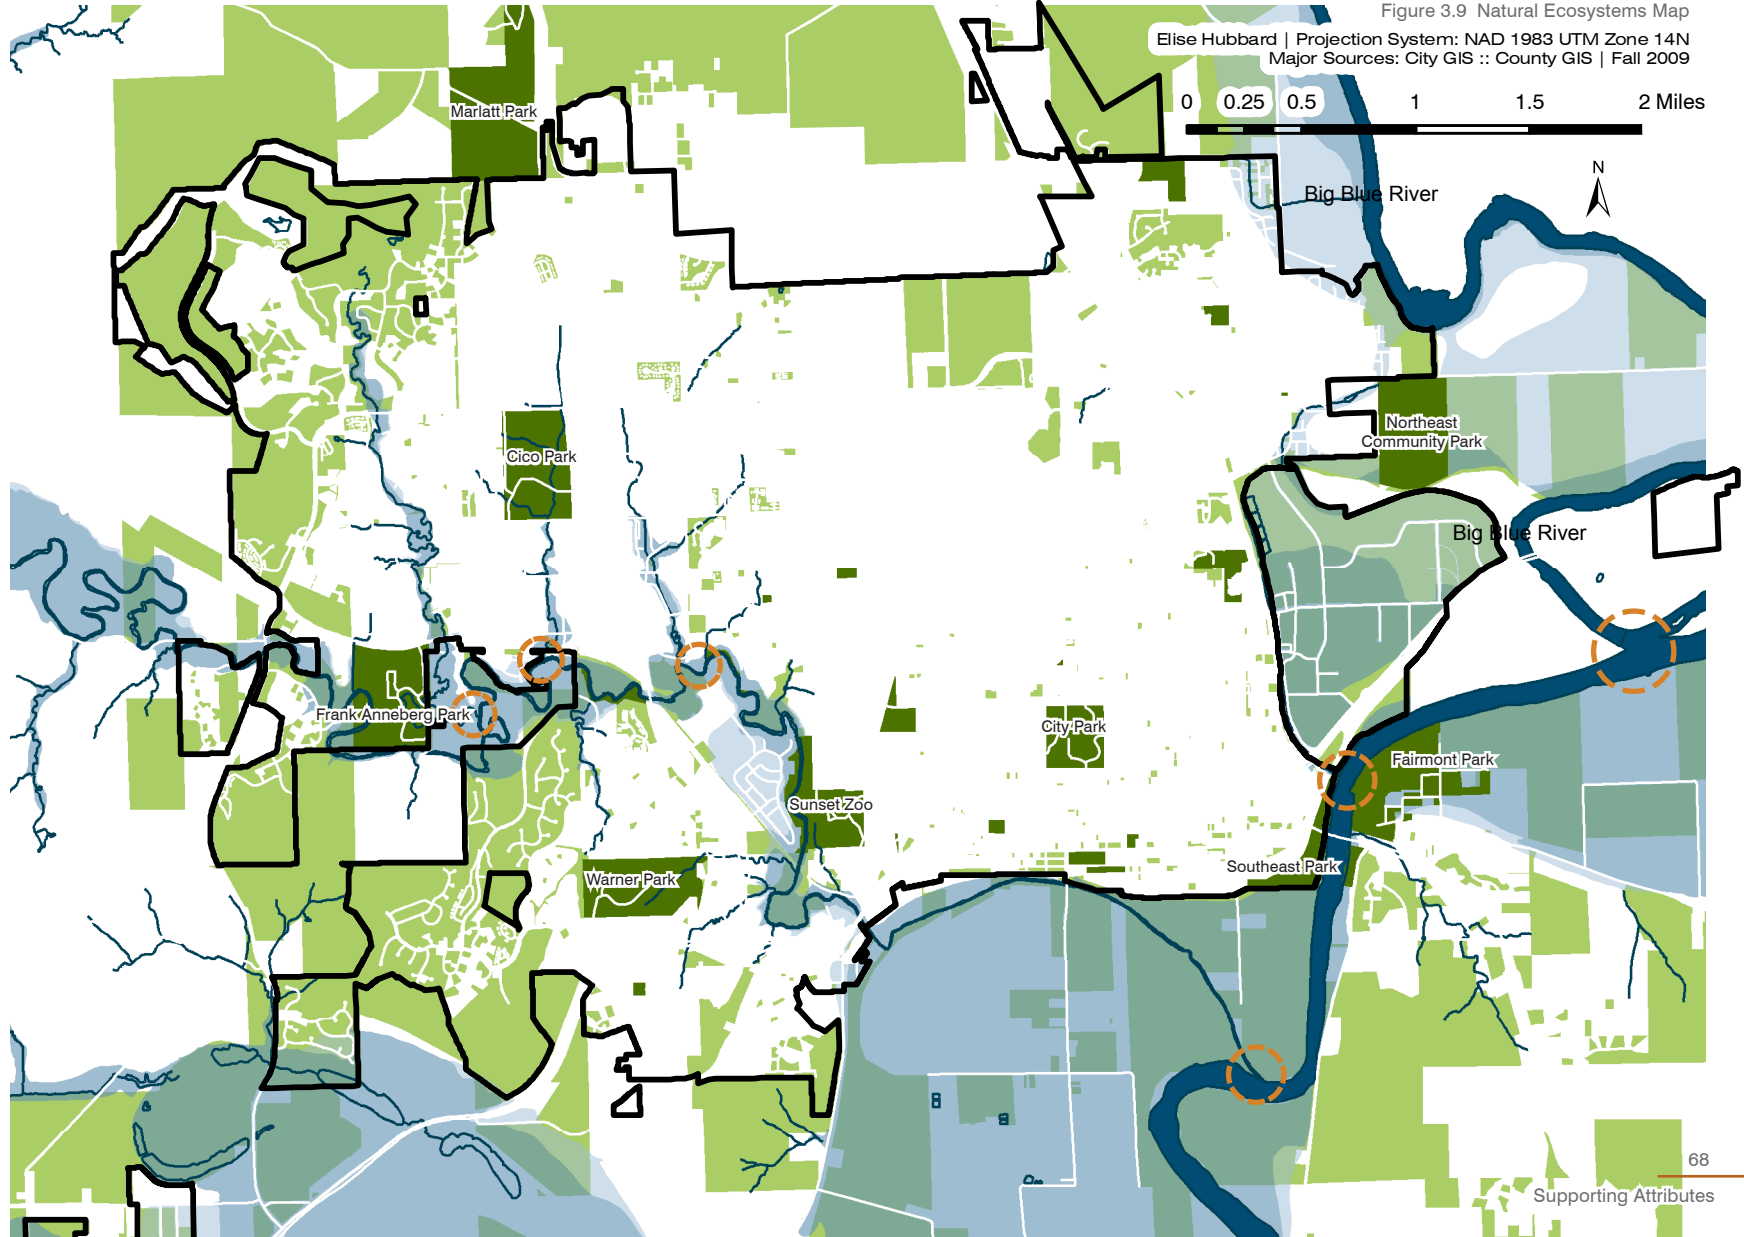 Figure 3.9  Natural Ecosystems Map
Elise Hubbard | Projection System: NAD 1983 UTM Zone 14N
Major Sources: City GIS :: County GIS | Fall 2009
0 0.25 0.5 1 1.5 2 Miles
N
Marlatt Park
Big Blue River
Northeast
Community Park
Cico Park
Big Blue River
Frank Anneberg Park
City Park
Fairmont Park
Sunset Zoo
Southeast Park
Warner Park
68
Supporting Attributes